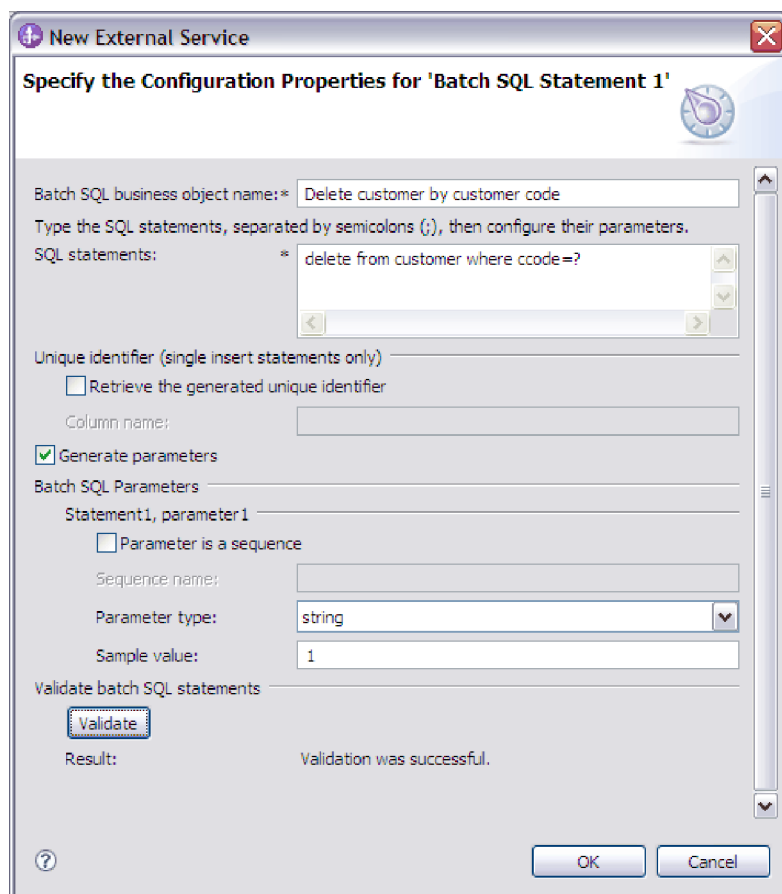 New External Service
Specify the Configuration Properties for 'Batch SQL Statement 1'
Batch SQL business object name:* Delete customer by customer code
Type the SQL statements, separated by semicolons (;), then configure their parameters.
SQL statements: * delete from customer where ccode=?
Unique identifier (single insert statements only)
Retrieve the generated unique identifier
Column name:
Generate parameters
Batch SQL Parameters
Statement1, parameter1
Parameter is a sequence
Sequence name:
Parameter type: string
Sample value: 1
Validate batch SQL statements
Validate
Result: Validation was successful.
? OK Cancel